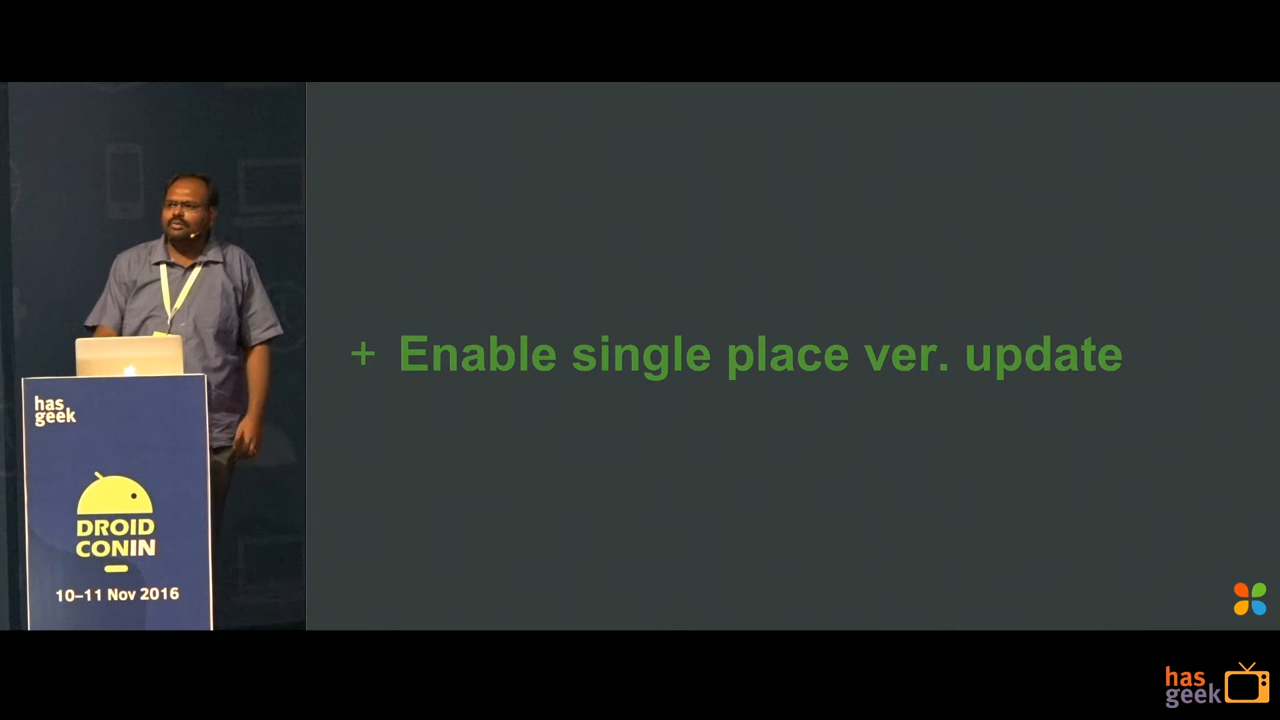 + Enable single place ver. update
has
geek
DROID
CONIN
10–11 Nov 2016
has
geek